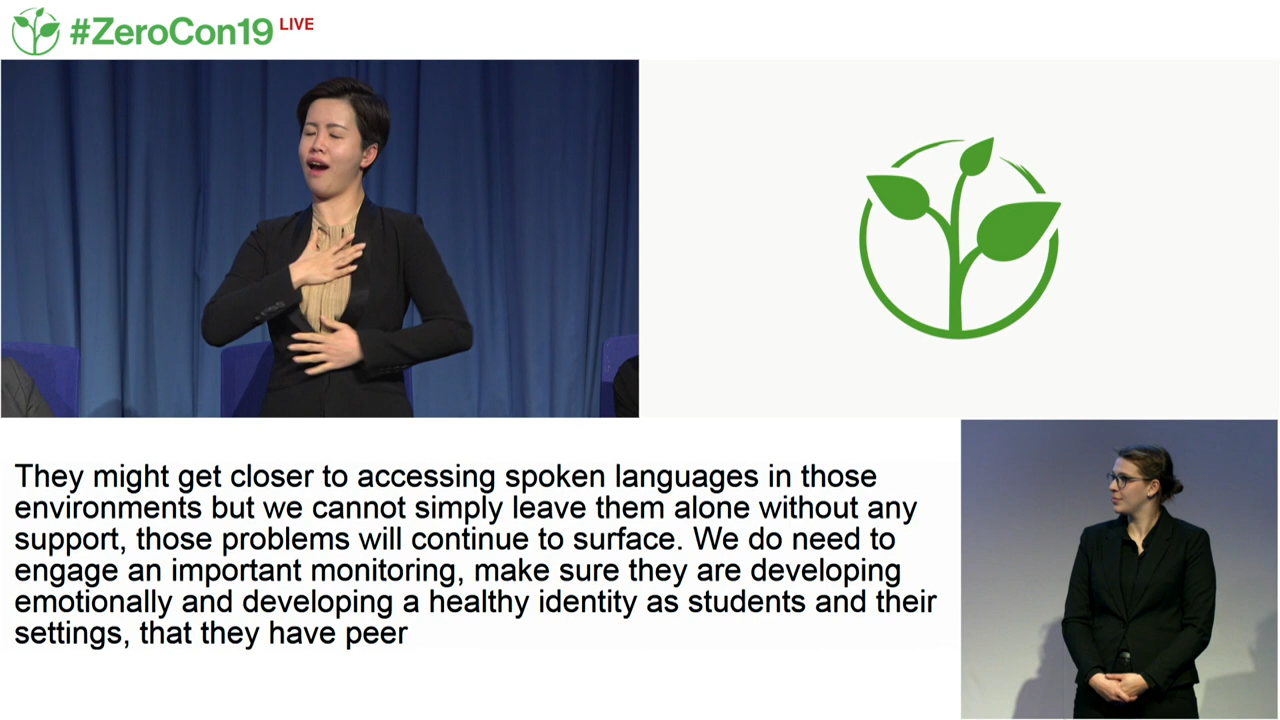 #ZeroCon19 LIVE
They might get closer to accessing spoken languages in those
environments but we cannot simply leave them alone without any
support, those problems will continue to surface. We do need to
engage an important monitoring, make sure they are developing
emotionally and developing a healthy identity as students and their
settings, that they have peer